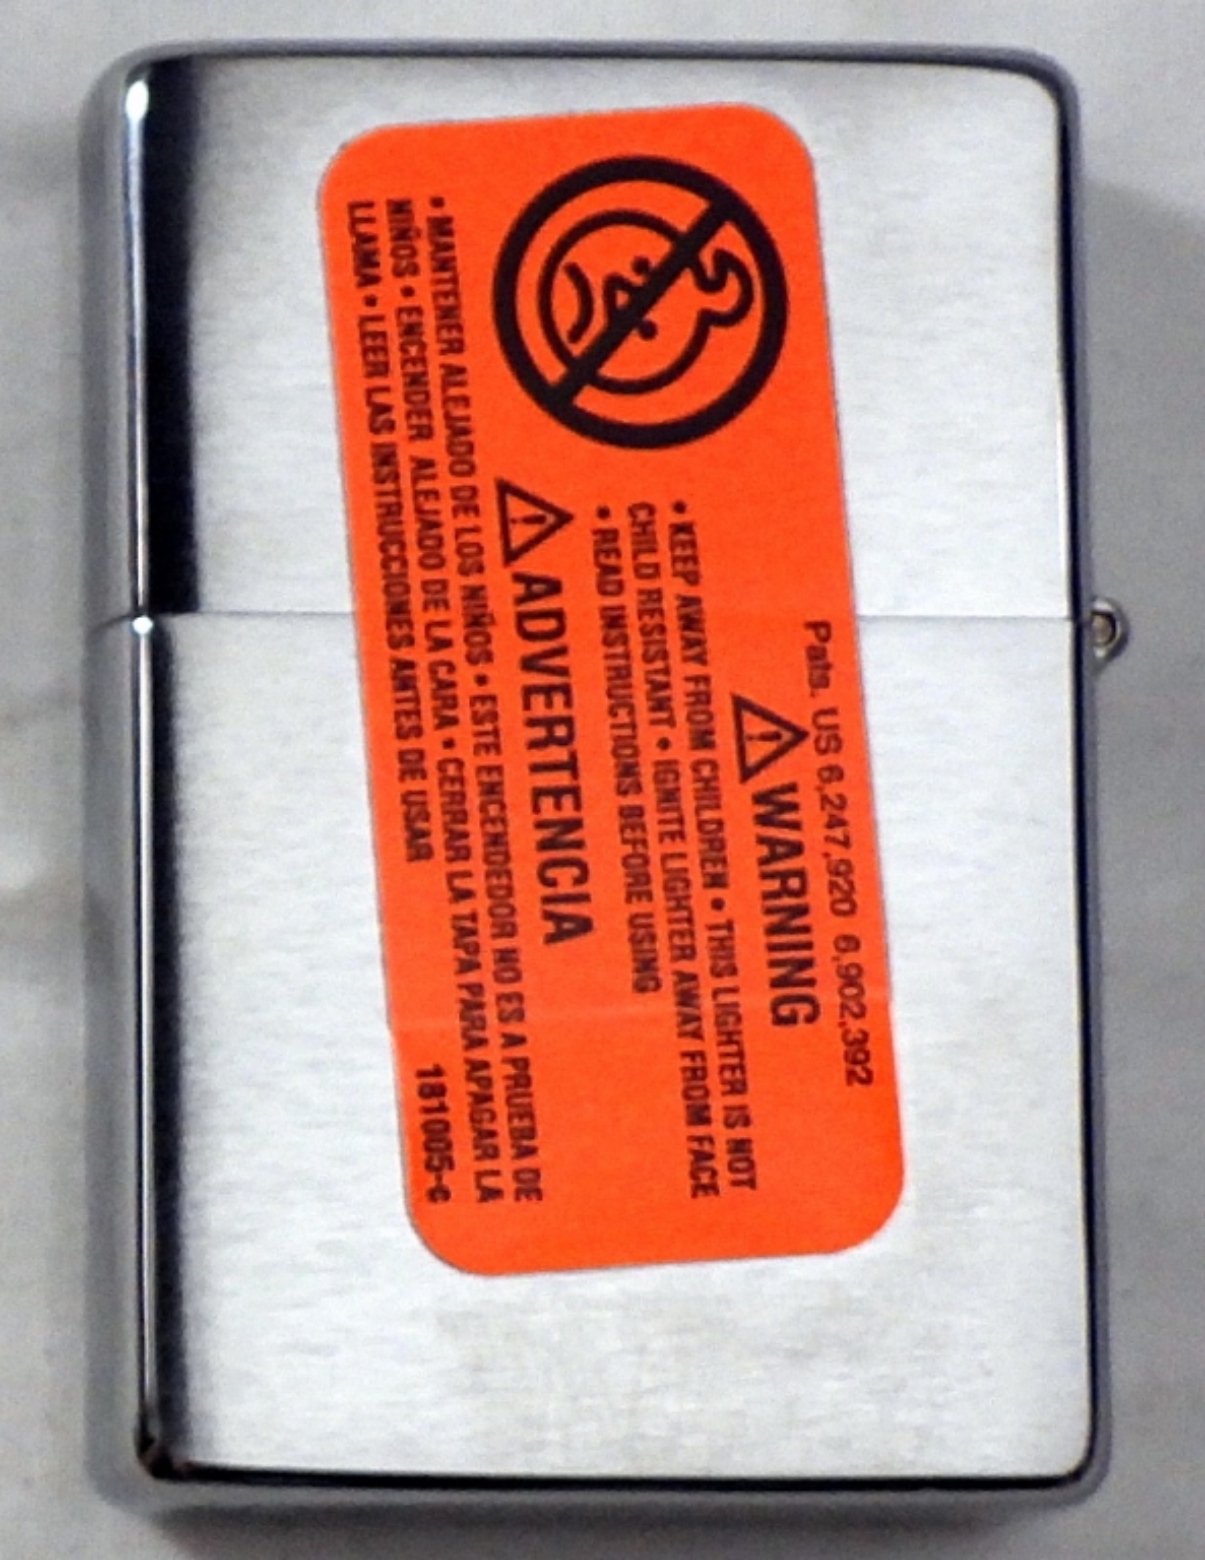 Pats. US 6,247,920 6,902,392
WARNING
• KEEP AWAY FROM CHILDREN • THIS LIGHTER IS NOT
CHILD RESISTANT • IGNITE LIGHTER AWAY FROM FACE
• READ INSTRUCTIONS BEFORE USING
ADVERTENCIA
• MANTENER ALEJADO DE LOS NIÑOS • ESTE ENCENDEDOR NO ES A PRUEBA DE
NIÑOS • ENCENDER ALEJADO DE LA CARA • CERRAR LA TAPA PARA APAGAR LA
LLAMA • LEER LAS INSTRUCCIONES ANTES DE USAR
181005-c